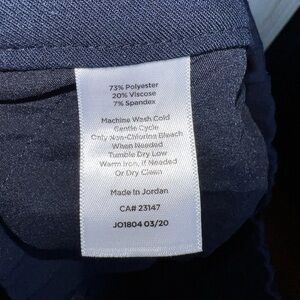 73% Polyester
20% Viscose
7% Spandex
Machine Wash Cold
Gentle Cycle
Only Non-Chlorine Bleach
When Needed
Tumble Dry Low
Warm Iron, If Needed
Or Dry Clean
Made in Jordan
CA# 23147
JO1804 03/20